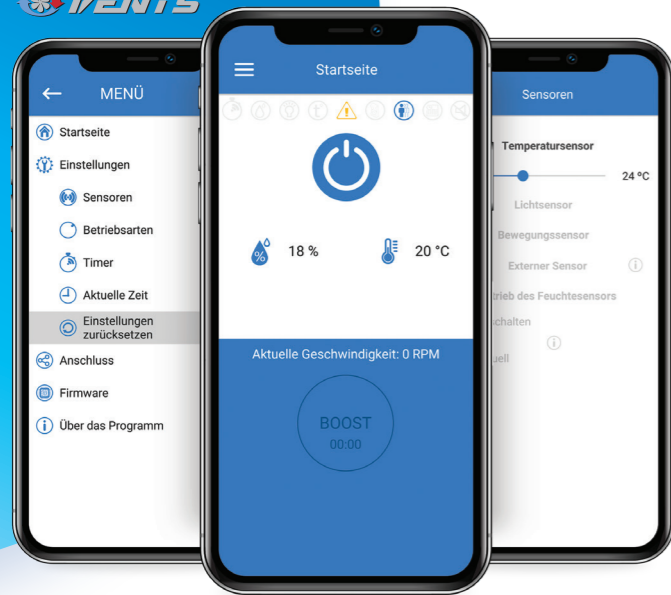 VENTS
MENÜ
Startseite
Einstellungen
Sensoren
Betriebsarten
Timer
Aktuelle Zeit
Einstellungen
zurücksetzen
Anschluss
Firmware
Über das Programm
Startseite
18 %
20 °C
Aktuelle Geschwindigkeit: 0 RPM
BOOST
00:00
Sensoren
Temperatursensor
24 °C
Lichtsensor
Bewegungssensor
Externer Sensor
trieb des Feuchtesensors
chalten
uell